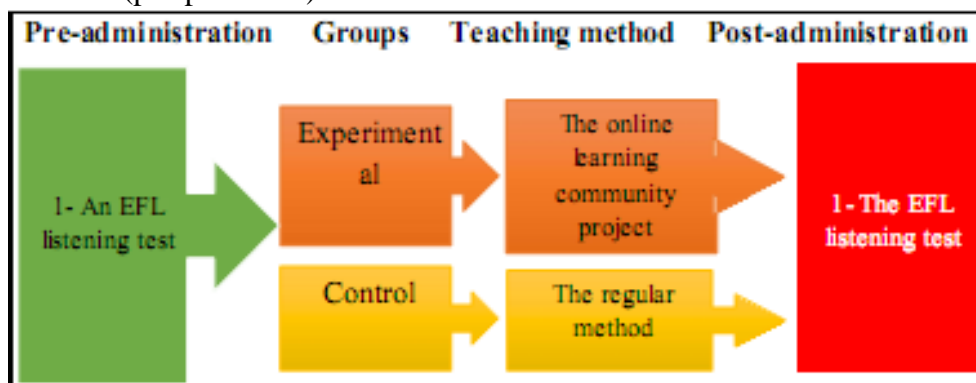 Pre-administration Groups Teaching method Post-administration
1- An EFL
listening test
Experiment
al
The online
learning
community
project
1- The EFL
listening test
Control
The regular
method